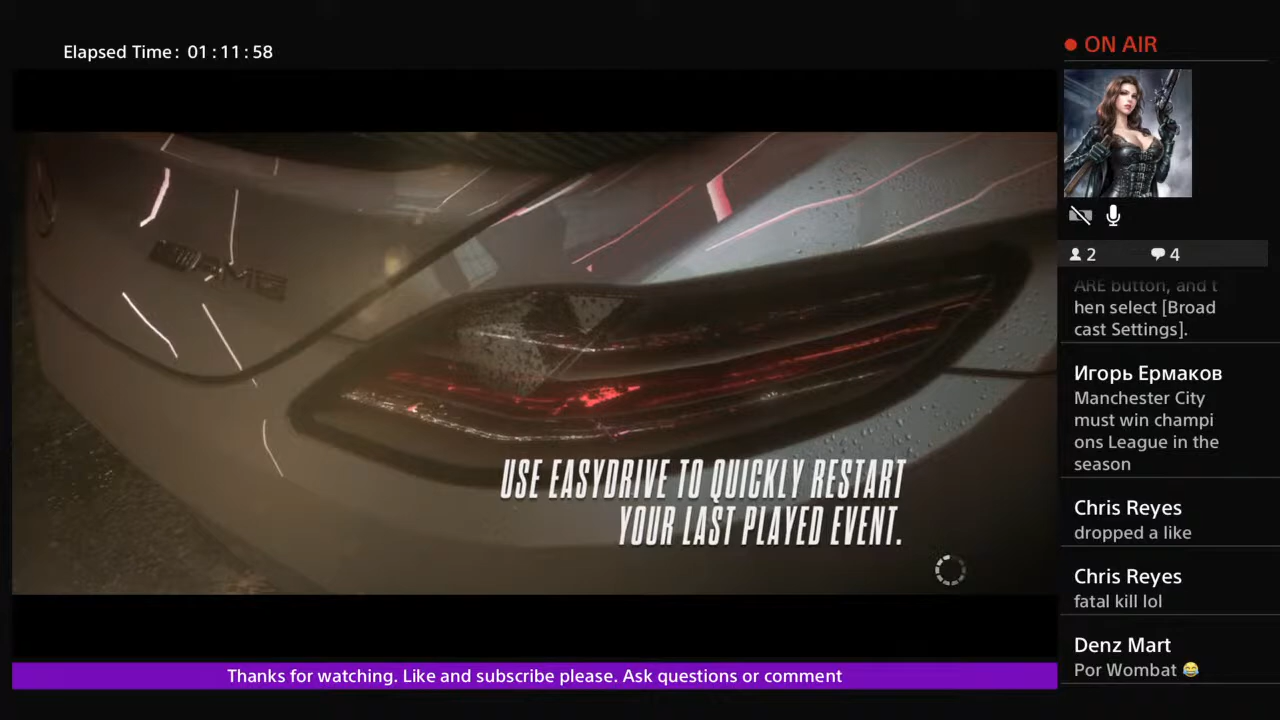 Elapsed Time: 01:11:58
ON AIR
2
4
ARE button, and t
hen select [Broad
cast Settings].
Игорь Ермаков
Manchester City
must win champi
ons League in the
season
Chris Reyes
dropped a like
Chris Reyes
fatal kill lol
Denz Mart
Por Wombat 😂
AMG
USE EASYDRIVE TO QUICKLY RESTART
YOUR LAST PLAYED EVENT.
Thanks for watching. Like and subscribe please. Ask questions or comment